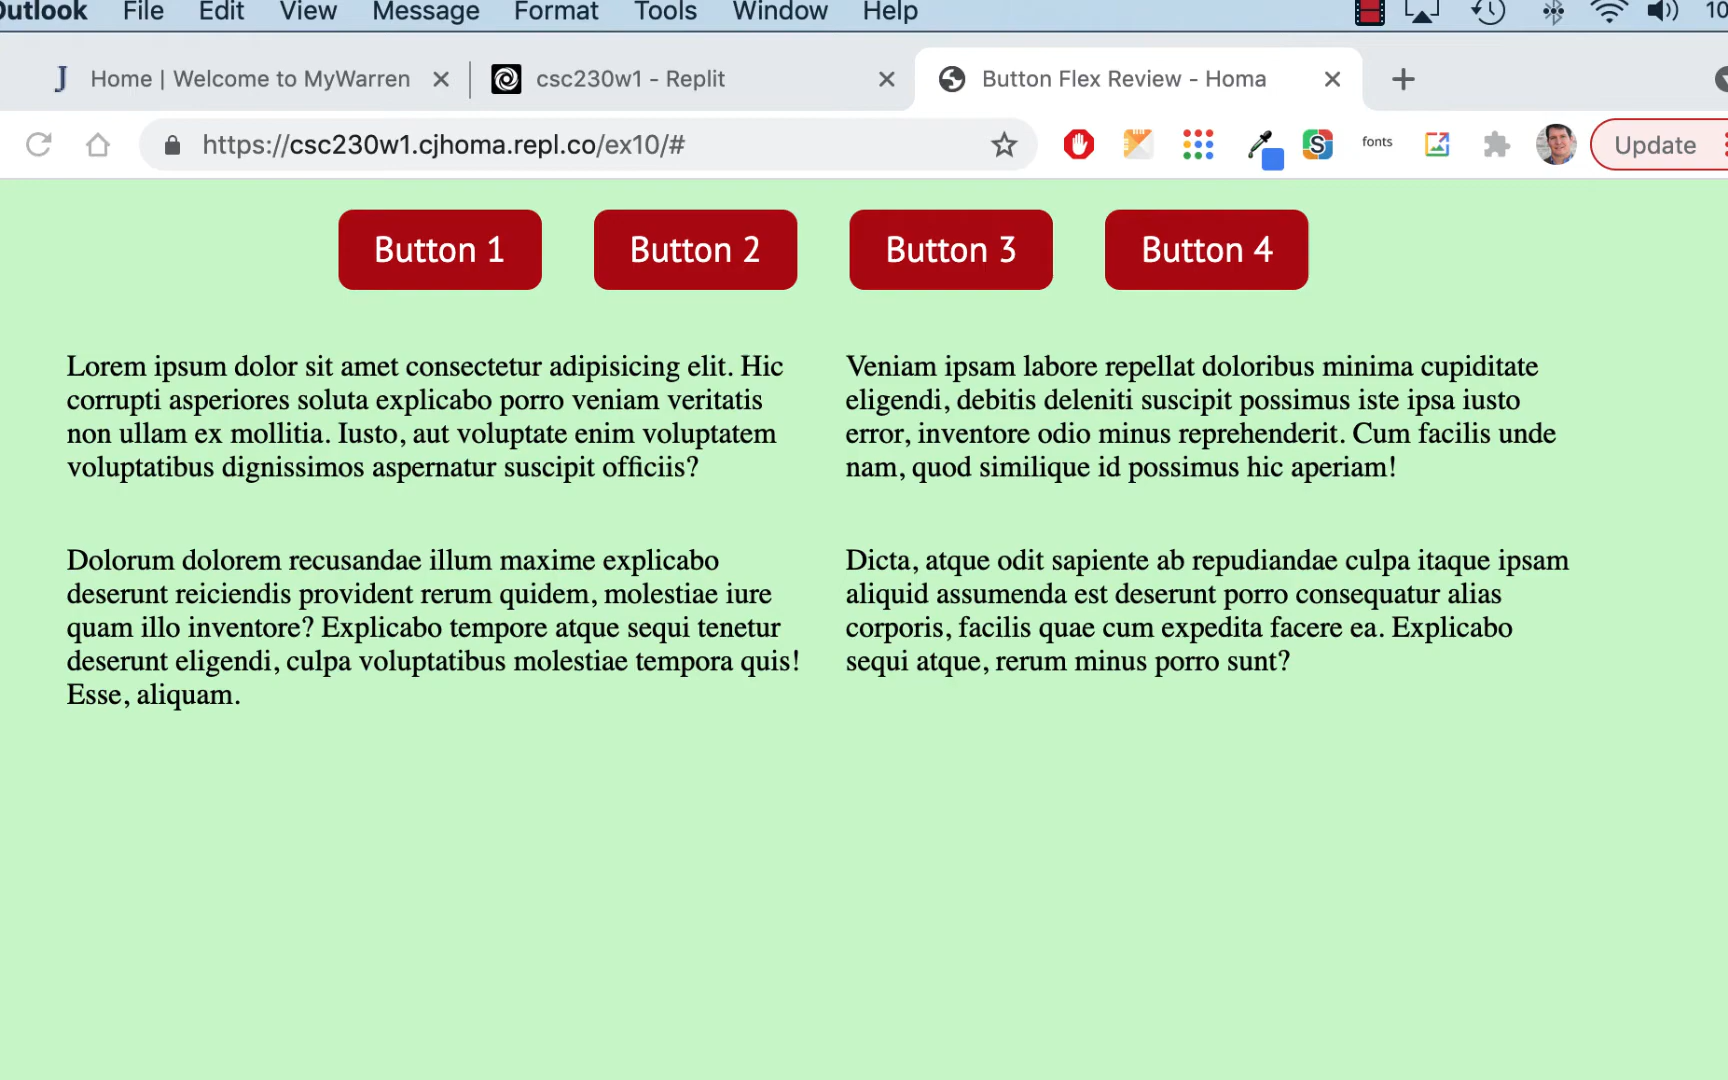 Outlook File Edit View Message Format Tools Window Help 10
J Home | Welcome to MyWarren csc230w1 - Replit Button Flex Review - Homa
https://csc230w1.cjhoma.repl.co/ex10/# S fonts Update
Button 1 Button 2 Button 3 Button 4
Lorem ipsum dolor sit amet consectetur adipisicing elit. Hic
corrupti asperiores soluta explicabo porro veniam veritatis
non ullam ex mollitia. Iusto, aut voluptate enim voluptatem
voluptatibus dignissimos aspernatur suscipit officiis?
Veniam ipsam labore repellat doloribus minima cupiditate
eligendi, debitis deleniti suscipit possimus iste ipsa iusto
error, inventore odio minus reprehenderit. Cum facilis unde
nam, quod similique id possimus hic aperiam!
Dolorum dolorem recusandae illum maxime explicabo
deserunt reiciendis provident rerum quidem, molestiae iure
quam illo inventore? Explicabo tempore atque sequi tenetur
deserunt eligendi, culpa voluptatibus molestiae tempora quis!
Esse, aliquam.
Dicta, atque odit sapiente ab repudiandae culpa itaque ipsam
aliquid assumenda est deserunt porro consequatur alias
corporis, facilis quae cum expedita facere ea. Explicabo
sequi atque, rerum minus porro sunt?